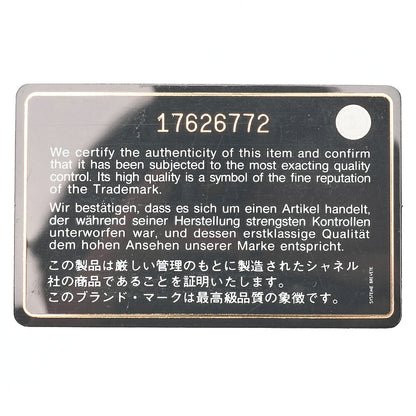 17626772
We certify the authenticity of this item and confirm
that it has been subjected to the most exacting quality
control. Its high quality is a symbol of the fine reputation
of the Trademark.
Wir bestätigen, dass es sich um einen Artikel handelt,
der während seiner Herstellung strengsten Kontrollen
unterworfen war, und dessen erstklassige Qualität
dem hohen Ansehen unserer Marke entspricht.
この製品は厳しい管理のもとに製造されたシャネル
社の商品であることを証明いたします。
このブランド・マークは最高級品質の象徴です。
SYSTEME BREVETE